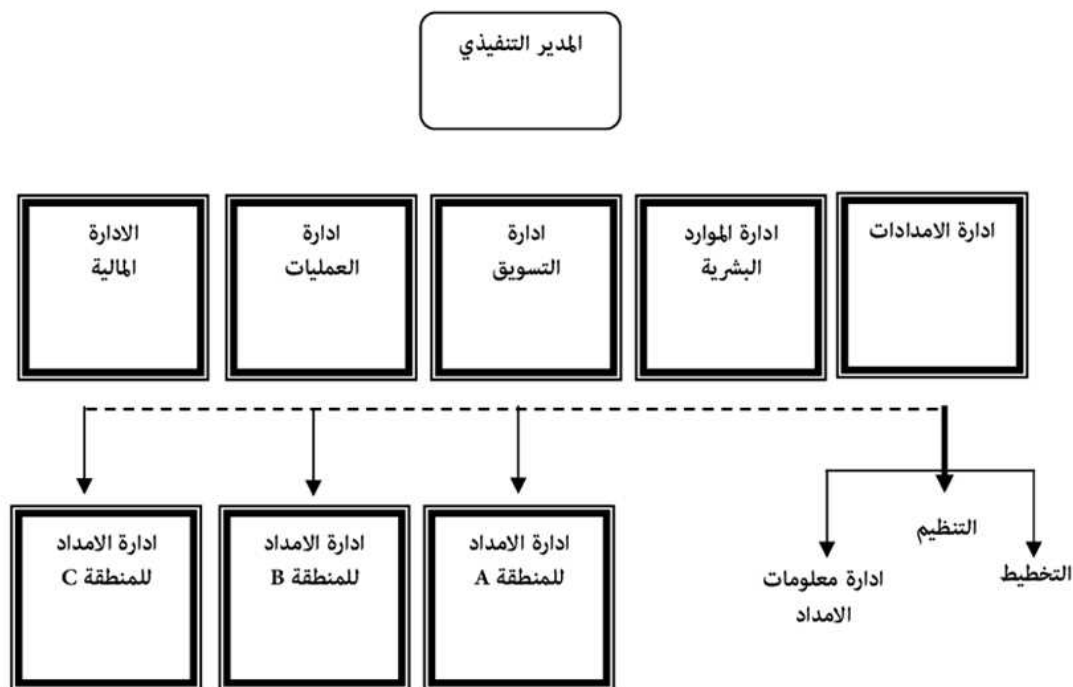 المدير التنفيذي
ادارة الامدادات
ادارة الموارد
البشرية
ادارة
التسويق
ادارة
العمليات
الادارة
المالية
التخطيط
التنظيم
ادارة معلومات
الامداد
ادارة الامداد
للمنطقة A
ادارة الامداد
للمنطقة B
ادارة الامداد
للمنطقة C